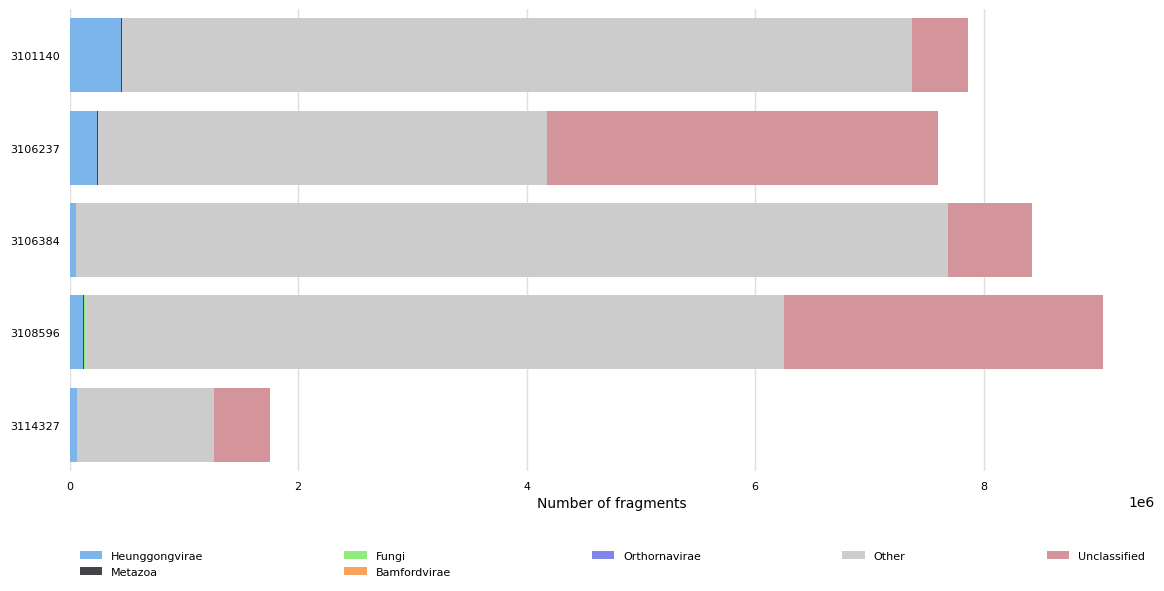 3101140
3106237
3106384
3108596
3114327
0 2 4 6 8
Number of fragments
1e6
Heunggongvirae Fungi Orthornavirae Other Unclassified
Metazoa Bamfordvirae